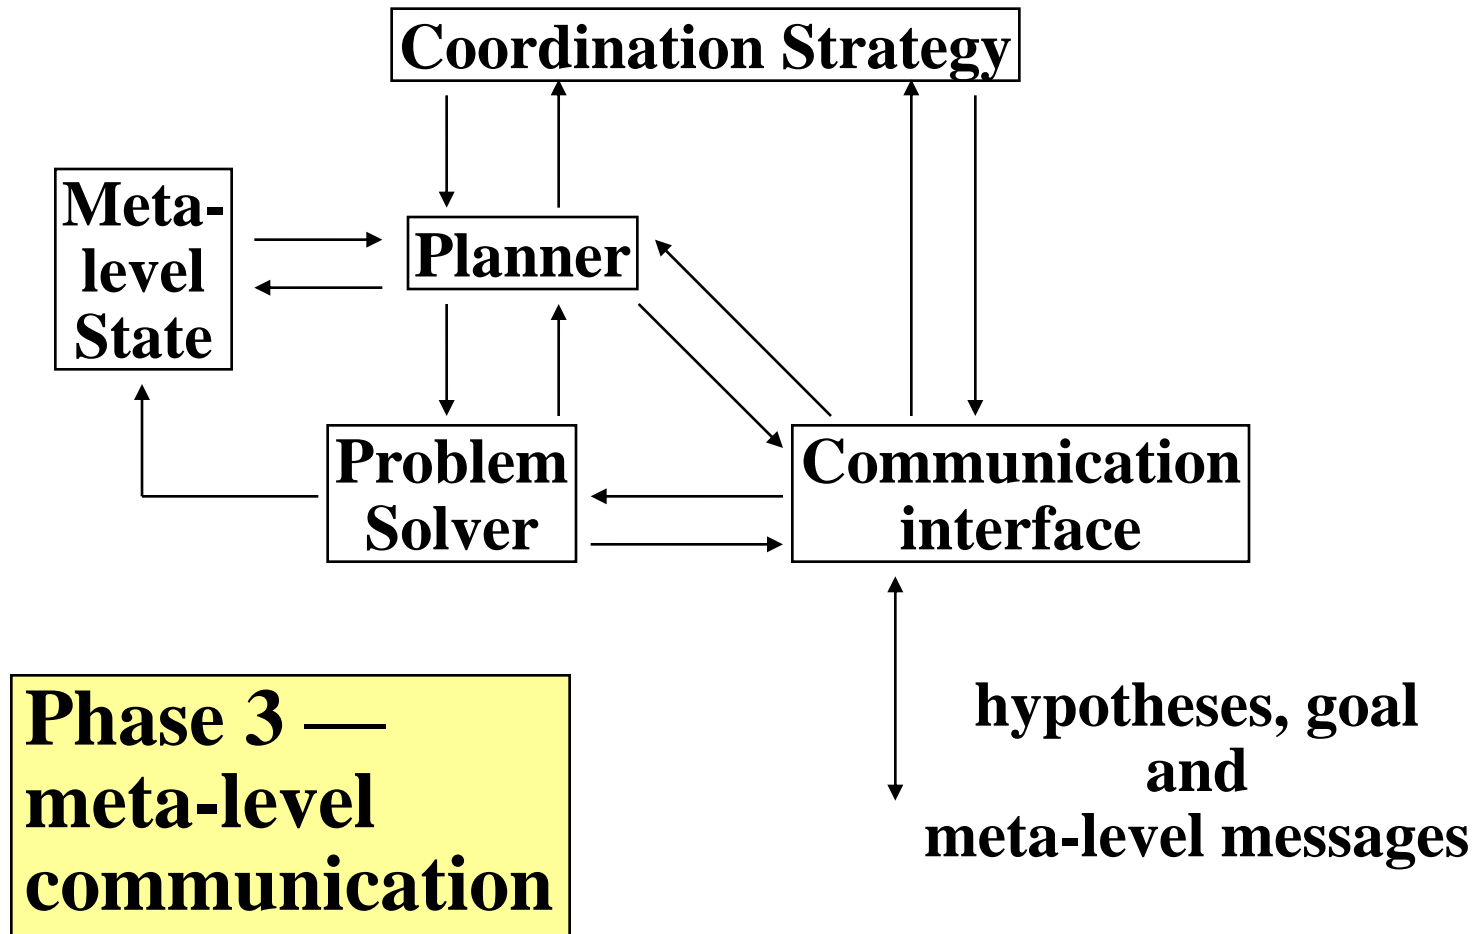 Coordination Strategy
Meta-
level
State
Planner
Problem
Solver
Communication
interface
Phase 3 —
meta-level
communication
hypotheses, goal
and
meta-level messages